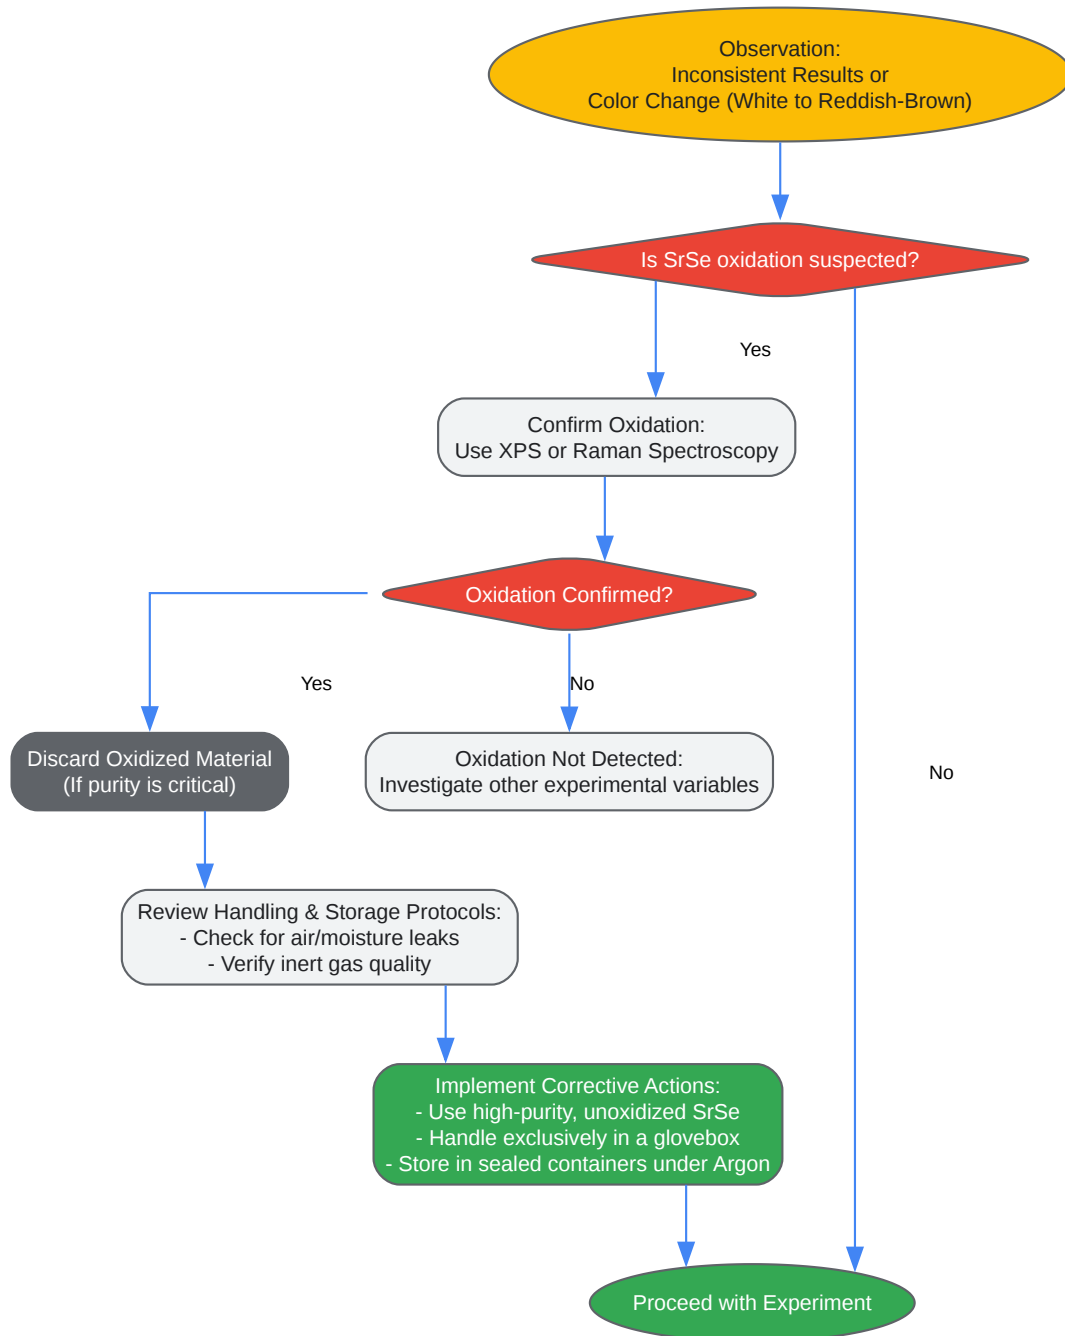 Observation:
Inconsistent Results or
Color Change (White to Reddish-Brown)
Is SrSe oxidation suspected?
Yes
Confirm Oxidation:
Use XPS or Raman Spectroscopy
Oxidation Confirmed?
Yes
No
Discard Oxidized Material
(If purity is critical)
Oxidation Not Detected:
Investigate other experimental variables
No
Review Handling & Storage Protocols:
- Check for air/moisture leaks
- Verify inert gas quality
Implement Corrective Actions:
- Use high-purity, unoxidized SrSe
- Handle exclusively in a glovebox
- Store in sealed containers under Argon
Proceed with Experiment